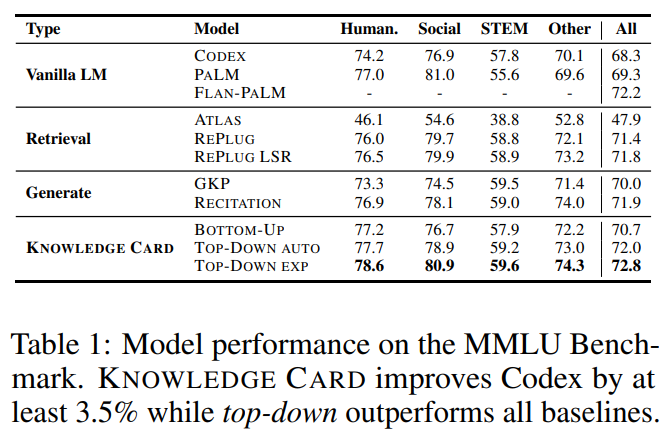 Type Model Human. Social STEM Other All
CODEX 74.2 76.9 57.8 70.1 68.3
Vanilla LM PALM 77.0 81.0 55.6 69.6 69.3
FLAN-PALM - - - - 72.2
ATLAS 46.1 54.6 38.8 52.8 47.9
Retrieval REPLUG 76.0 79.7 58.8 72.1 71.4
REPLUG LSR 76.5 79.9 58.9 73.2 71.8
Generate GKP 73.3 74.5 59.5 71.4 70.0
RECITATION 76.9 78.1 59.0 74.0 71.9
BOTTOM-UP 77.2 76.7 57.9 72.2 70.7
KNOWLEDGE CARD TOP-DOWN AUTO 77.7 78.9 59.2 73.0 72.0
TOP-DOWN EXP 78.6 80.9 59.6 74.3 72.8
Table 1: Model performance on the MMLU Bench-
mark. KNOWLEDGE CARD improves Codex by at
least 3.5% while top-down outperforms all baselines.